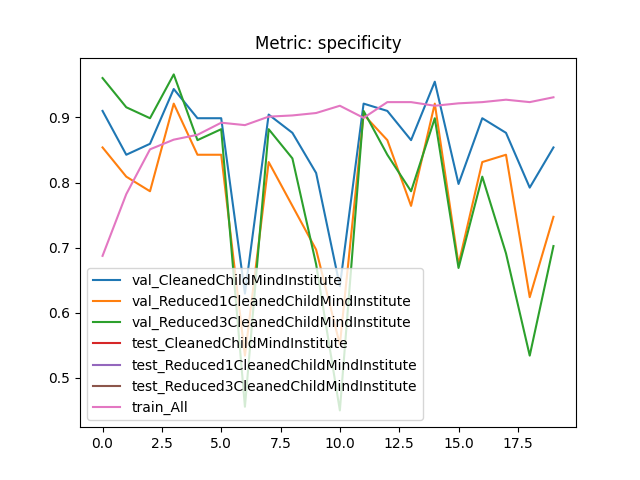 Metric: specificity
0.9
0.8
0.7
0.6
0.5
val_CleanedChildMindInstitute
val_Reduced1CleanedChildMindInstitute
val_Reduced3CleanedChildMindInstitute
test_CleanedChildMindInstitute
test_Reduced1CleanedChildMindInstitute
test_Reduced3CleanedChildMindInstitute
train_All
0.0 2.5 5.0 7.5 10.0 12.5 15.0 17.5